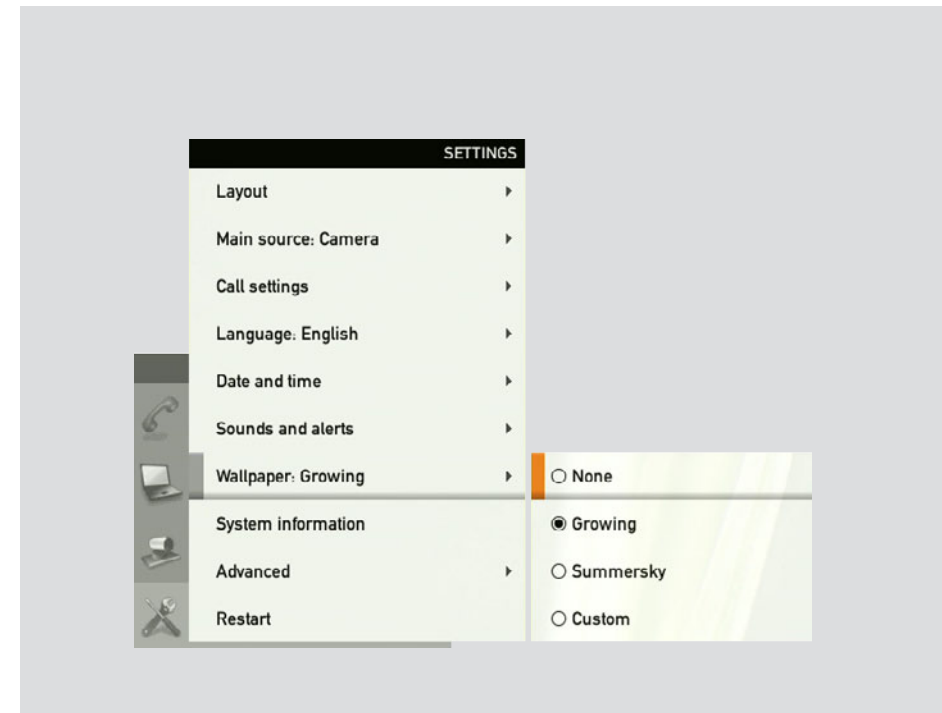 SETTINGS
Layout
Main source: Camera
Call settings
Language: English
Date and time
Sounds and alerts
Wallpaper: Growing
System information
Advanced
Restart
None
Growing
Summersky
Custom